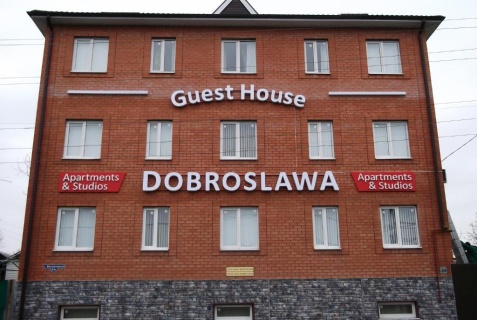 Guest House
Apartments
& Studios
DOBROSLAWA
Apartments
& Studios